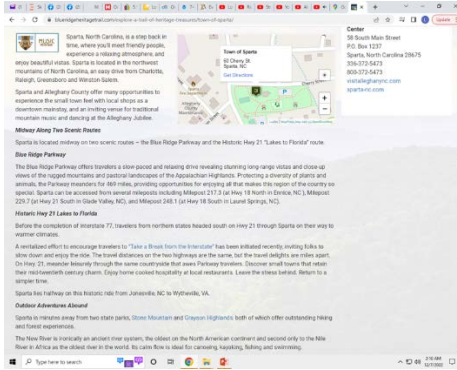 blueridgeheritagetrail.com/explore-a-trail-of-heritage-treasures/town-of-sparta/
Update
MUSIC
Sparta, North Carolina, is a step back in
time, where you'll meet friendly people,
experience a relaxing atmosphere, and
enjoy beautiful vistas. Sparta is located in the northwest
mountains of North Carolina, an easy drive from Charlotte,
Raleigh, Greensboro and Winston-Salem.
Sparta and Alleghany County offer many opportunities to
experience the small town feel with local shops as a
downtown mainstay, and an inviting venue for traditional
mountain music and dancing at the Alleghany Jubilee.
Town of Sparta
60 Cherry St
Sparta, NC
Get Directions
+
−
Center
58 South Main Street
P.O. Box 1237
Sparta, North Carolina 28675
336-372-5473
800-372-5473
visitalleghanync.com
sparta-nc.com
Midway Along Two Scenic Routes
Sparta is located midway on two scenic routes – the Blue Ridge Parkway and the Historic Hwy 21 "Lakes to Florida" route
Blue Ridge Parkway
The Blue Ridge Parkway offers travelers a slow-paced and relaxing drive revealing stunning long-range vistas and close-up
views of the rugged mountains and pastoral landscapes of the Appalachian Highlands. Protecting a diversity of plants and
animals, the Parkway meanders for 469 miles, providing opportunities for enjoying all that makes this region of the country so
special. Sparta can be accessed from several mileposts including Milepost 217.3 (at Hwy 18 North in Ennice, NC), Milepost
229.7 (at Hwy 21 South in Glade Valley, NC), and Milepost 248.1 (at Hwy 18 South in Laurel Springs, NC).
Historic Hwy 21 Lakes to Florida
Before the completion of Interstate 77, travelers from northern states headed south on Hwy 21 through Sparta on their way to
warmer climates.
A revitalized effort to encourage travelers to "Take a Break from the Interstate" has been initiated recently, inviting folks to
slow down and enjoy the ride. The travel distances on the two highways are the same, but the travel delights are miles apart.
On Hwy. 21, meander leisurely through the same countryside that awes Parkway travelers. Discover small towns that retain
their mid-twentieth century charm. Enjoy home cooked hospitality at local restaurants. Leave the stress behind. Return to a
simpler time.
Sparta lies halfway on this historic ride from Jonesville, NC to Wytheville, VA.
Outdoor Adventures Abound
Sparta is minutes away from two state parks, Stone Mountain and Grayson Highlands both of which offer outstanding hiking
and forest experiences.
The New River is ironically an ancient river system, the oldest on the North American continent and second only to the Nile
River in Africa as the oldest river in the world. Its calm flow is ideal for canoeing, kayaking, fishing and swimming.
Type here to search
2:16 AM
12/7/2022